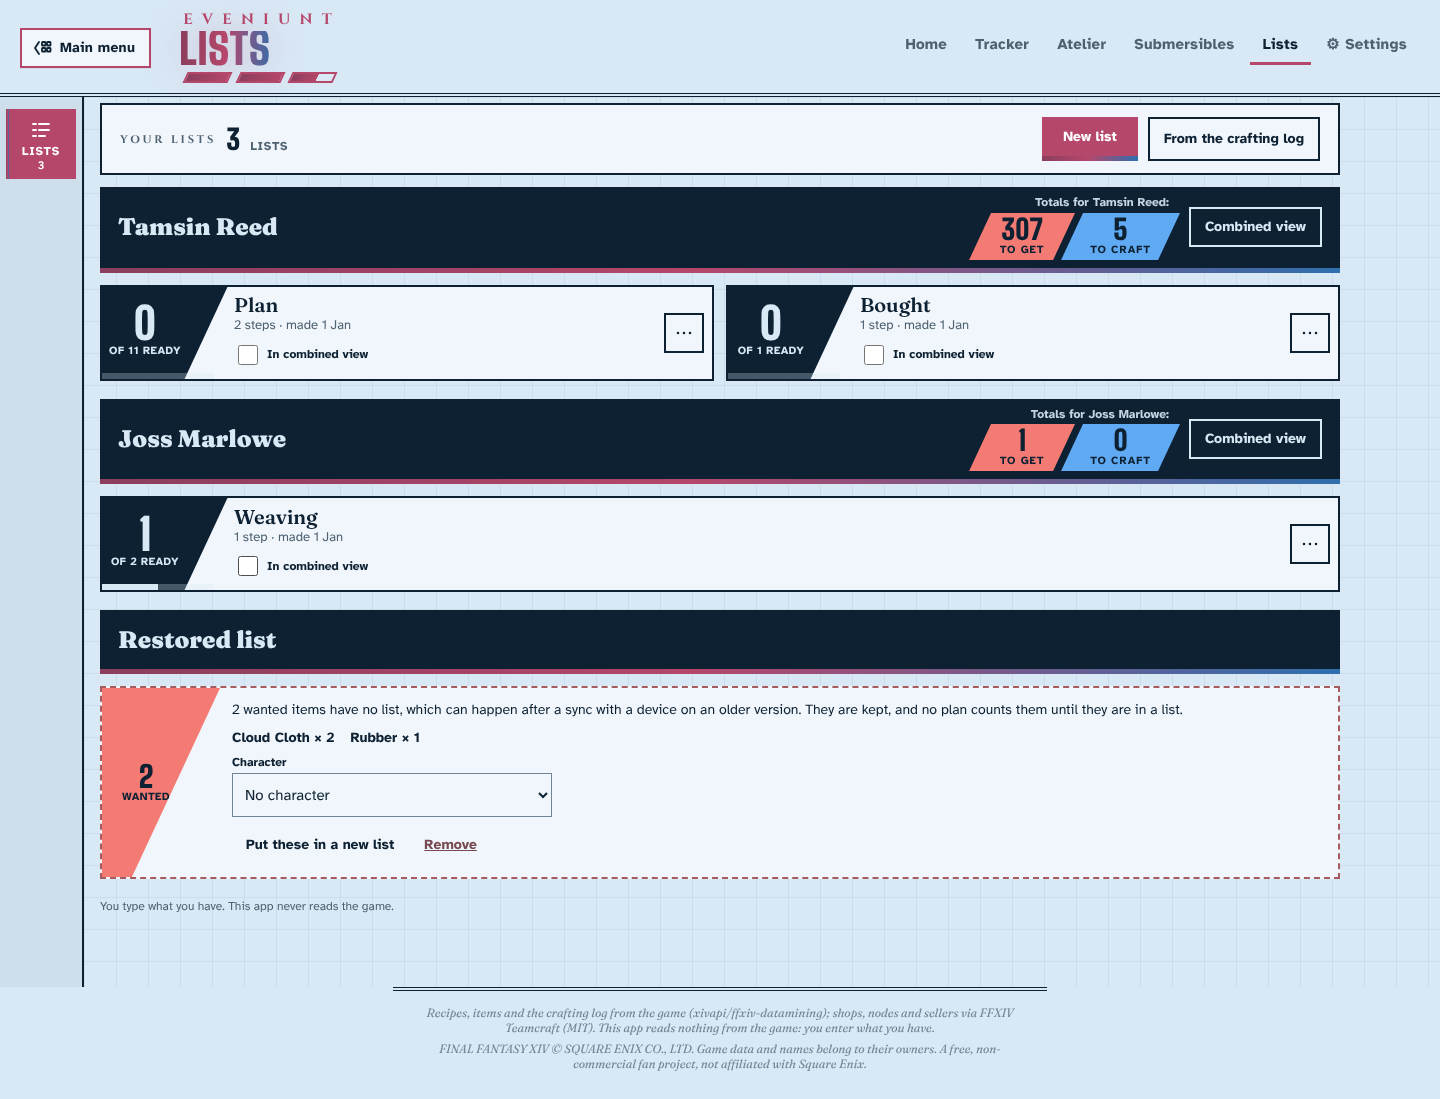 Main menu
EVENIUNT
LISTS
Home
Tracker
Atelier
Submersibles
Lists
⚙ Settings
LISTS
3
YOUR LISTS 3 LISTS
New list
From the crafting log
Tamsin Reed
Totals for Tamsin Reed:
307
TO GET
5
TO CRAFT
Combined view
0
OF 11 READY
Plan
2 steps · made 1 Jan
In combined view
...
0
OF 1 READY
Bought
1 step · made 1 Jan
In combined view
...
Joss Marlowe
Totals for Joss Marlowe:
1
TO GET
0
TO CRAFT
Combined view
1
OF 2 READY
Weaving
1 step · made 1 Jan
In combined view
...
Restored list
2
WANTED
2 wanted items have no list, which can happen after a sync with a device on an older version. They are kept, and no plan counts them until they are in a list.
Cloud Cloth × 2 Rubber × 1
Character
No character
Put these in a new list
Remove
You type what you have. This app never reads the game.
Recipes, items and the crafting log from the game (xivapi/ffxiv-datamining); shops, nodes and sellers via FFXIV
Teamcraft (MIT). This app reads nothing from the game: you enter what you have.
FINAL FANTASY XIV © SQUARE ENIX CO., LTD. Game data and names belong to their owners. A free, non-
commercial fan project, not affiliated with Square Enix.